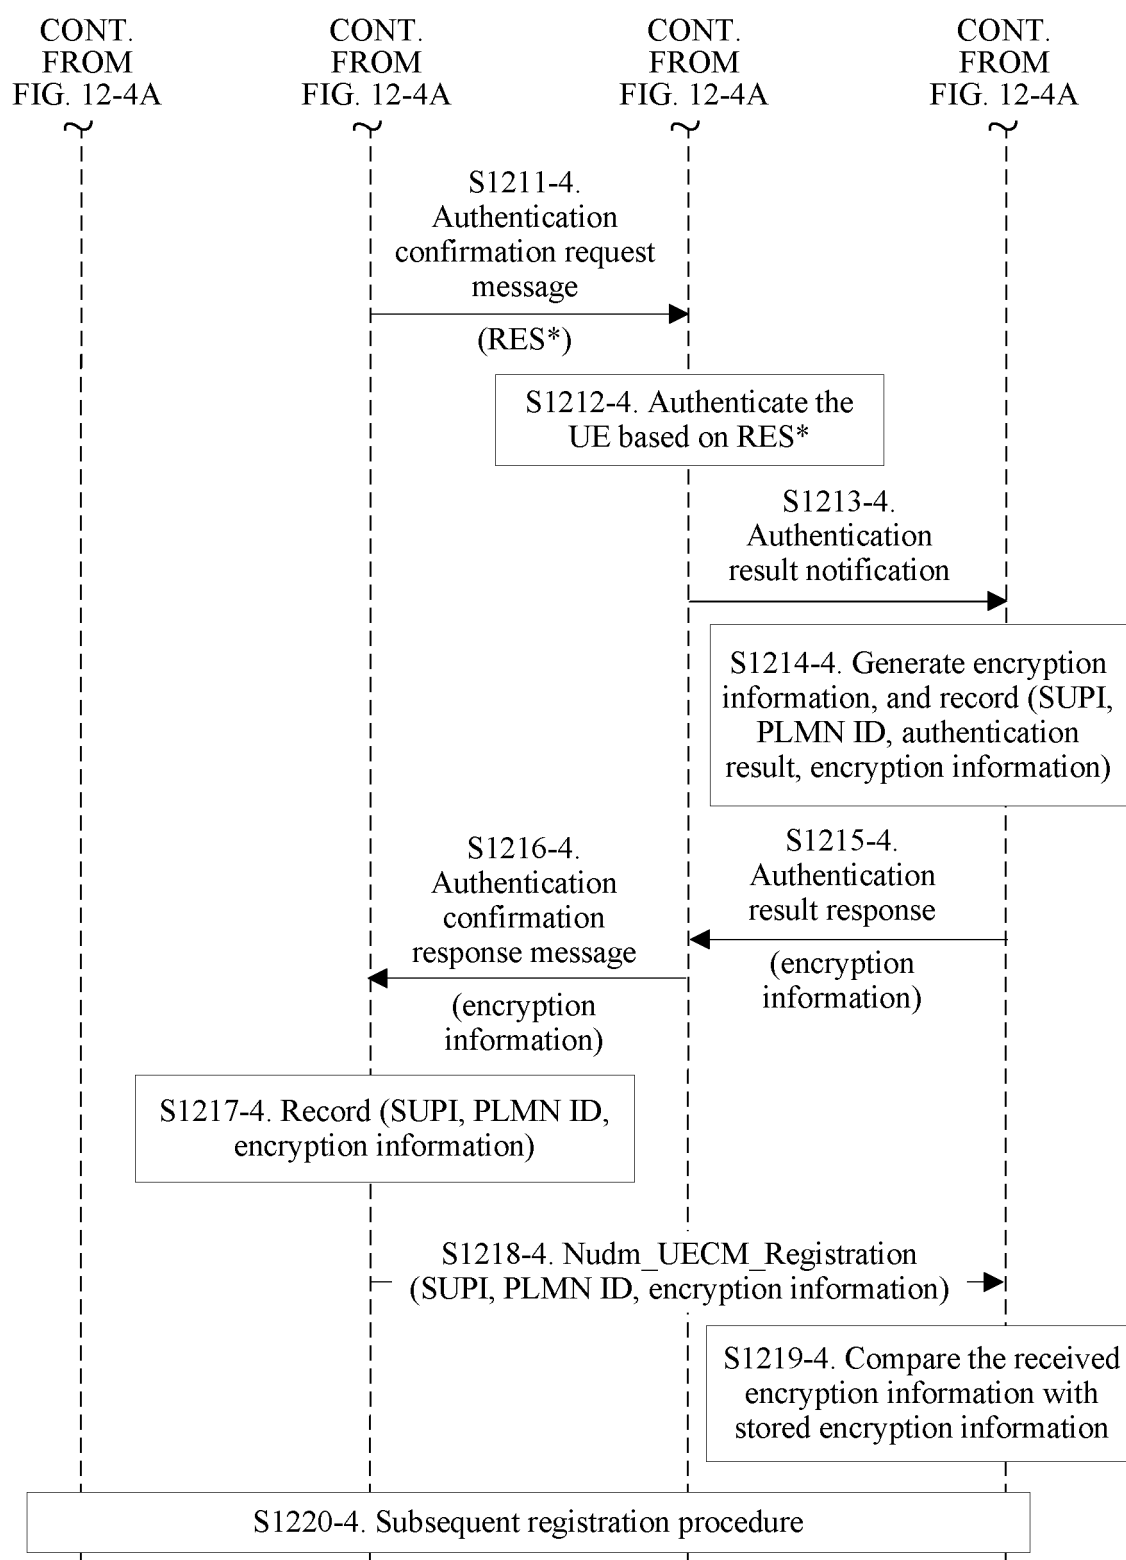 CONT.
FROM
FIG. 12-4A
CONT.
FROM
FIG. 12-4A
CONT.
FROM
FIG. 12-4A
CONT.
FROM
FIG. 12-4A
S1211-4.
Authentication
confirmation request
message
(RES*)
S1212-4. Authenticate the
UE based on RES*
S1213-4.
Authentication
result notification
S1214-4. Generate encryption
information, and record (SUPI,
PLMN ID, authentication
result, encryption information)
S1215-4.
Authentication
result response
(encryption
information)
S1216-4.
Authentication
confirmation
response message
(encryption
information)
S1217-4. Record (SUPI, PLMN ID,
encryption information)
S1218-4. Nudm_UECM_Registration
(SUPI, PLMN ID, encryption information)
S1219-4. Compare the received
encryption information with
stored encryption information
S1220-4. Subsequent registration procedure